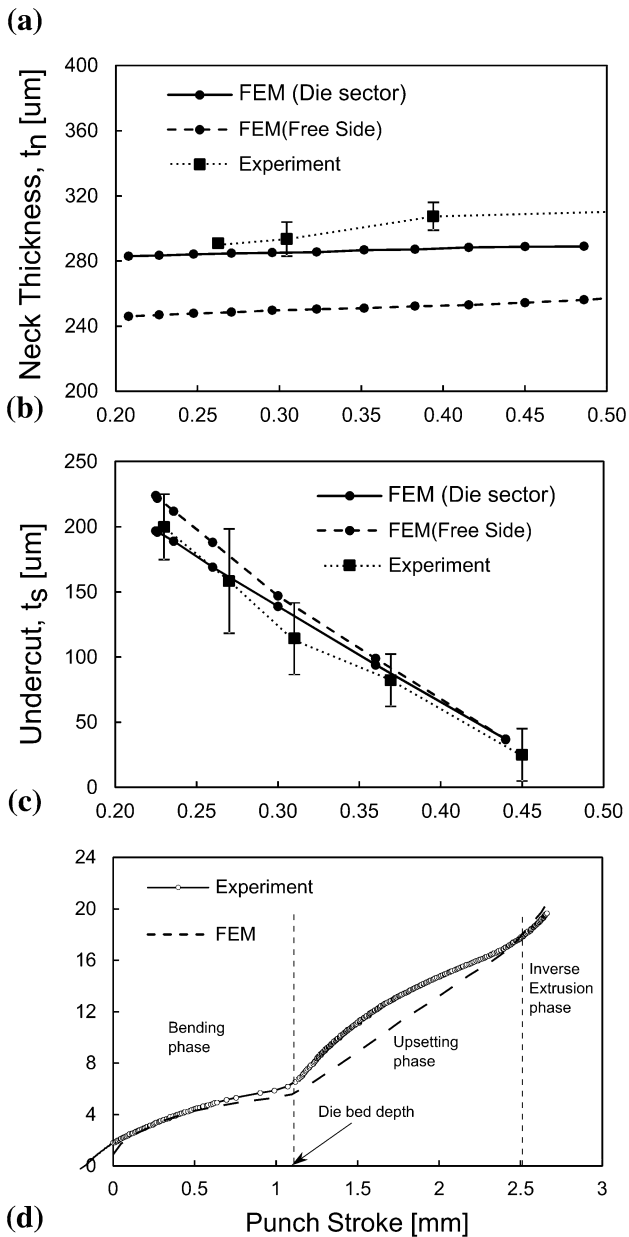 (a)
400
360
320
280
240
200
Neck Thickness, tn [um]
FEM (Die sector)
FEM(Free Side)
Experiment
0.20 0.25 0.30 0.35 0.40 0.45 0.50
(b)
250
200
150
100
50
0
Undercut, ts [um]
FEM (Die sector)
FEM(Free Side)
Experiment
0.20 0.25 0.30 0.35 0.40 0.45 0.50
(c)
24
20
16
12
8
4
0
Experiment
FEM
Bending
phase
Upsetting
phase
Inverse
Extrusion
phase
Die bed depth
0 0.5 1 1.5 2 2.5 3
Punch Stroke [mm]
(d)